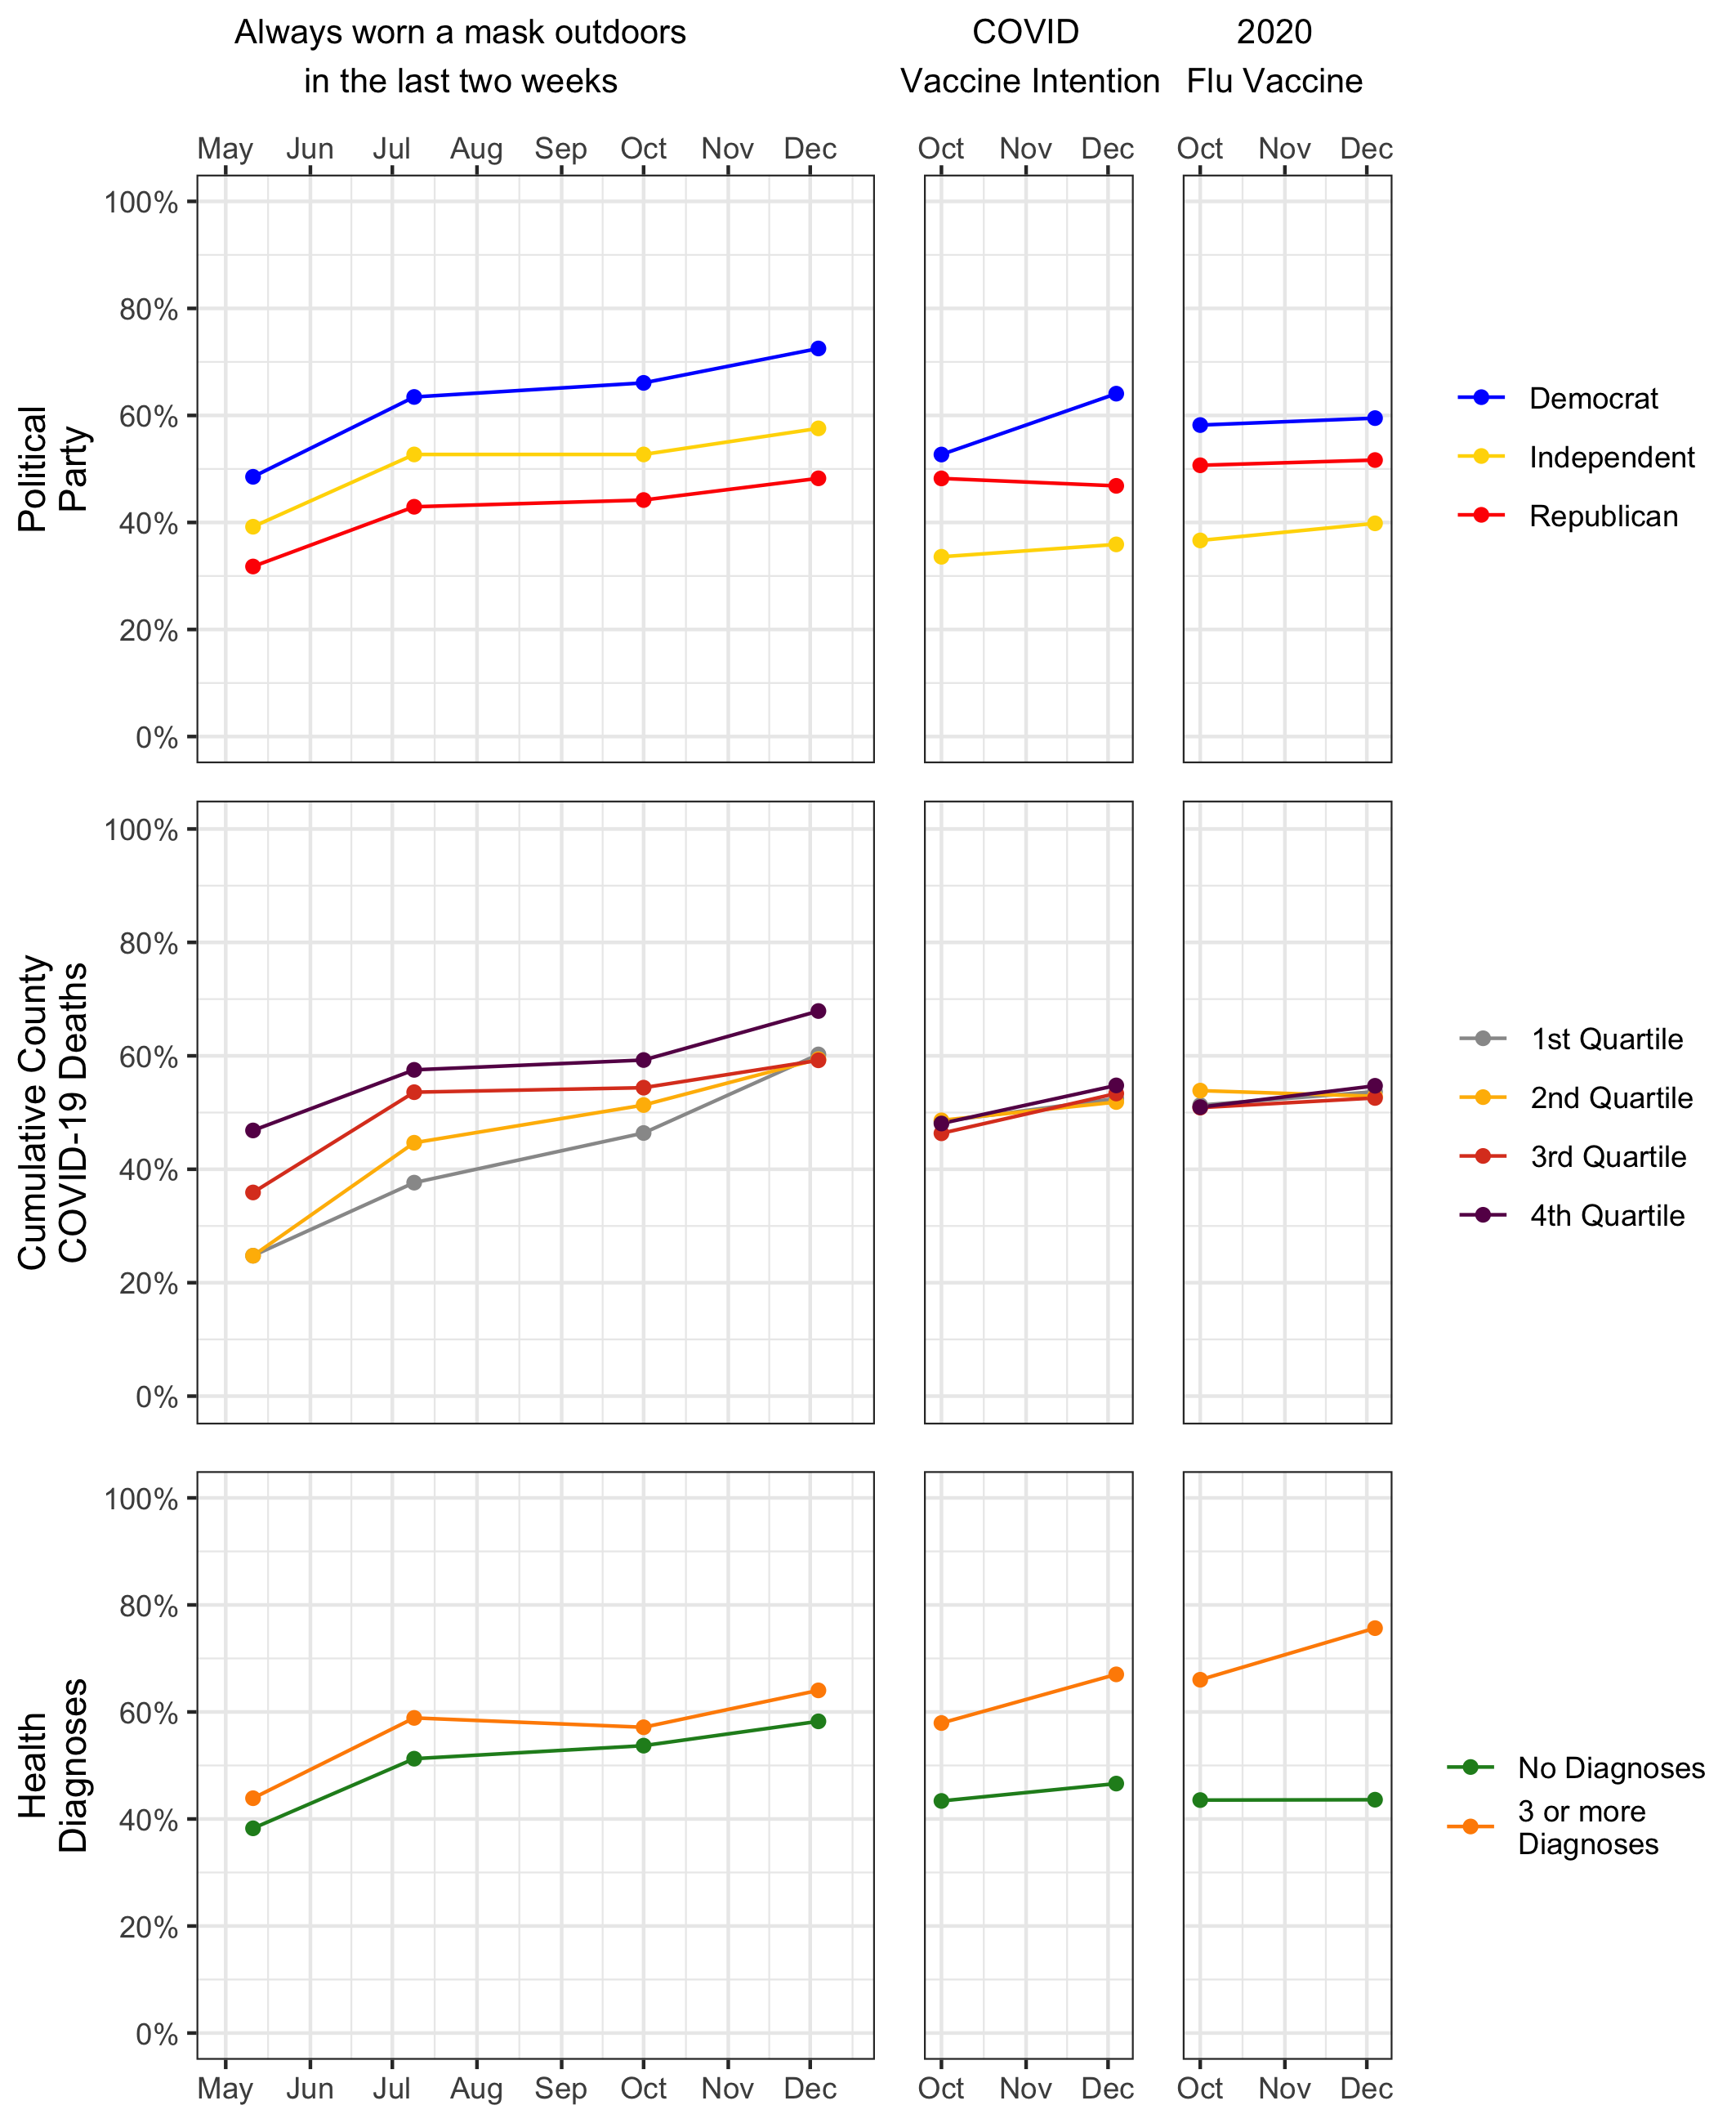 Always worn a mask outdoors
in the last two weeks
COVID
Vaccine Intention
2020
Flu Vaccine
May Jun Jul Aug Sep Oct Nov Dec
Oct Nov Dec
Oct Nov Dec
Political
Party
100%
80%
60%
40%
20%
0%
Democrat
Independent
Republican
Cumulative County
COVID-19 Deaths
100%
80%
60%
40%
20%
0%
1st Quartile
2nd Quartile
3rd Quartile
4th Quartile
Health
Diagnoses
100%
80%
60%
40%
20%
0%
No Diagnoses
3 or more
Diagnoses
May Jun Jul Aug Sep Oct Nov Dec
Oct Nov Dec
Oct Nov Dec